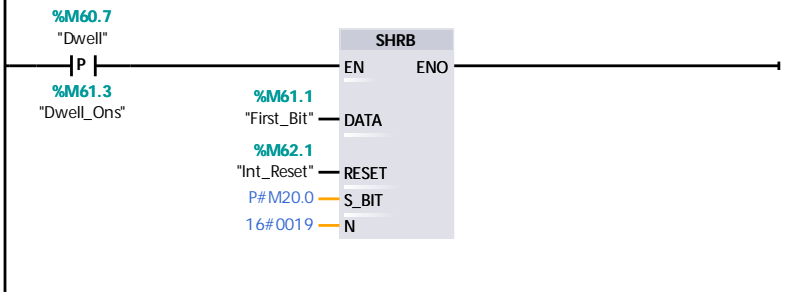 %M60.7
"Dwell"
P
%M61.3
"Dwell_Ons"
SHRB
EN ENO
%M61.1
"First_Bit" DATA
%M62.1
"Int_Reset" RESET
P#M20.0 S_BIT
16#0019 N